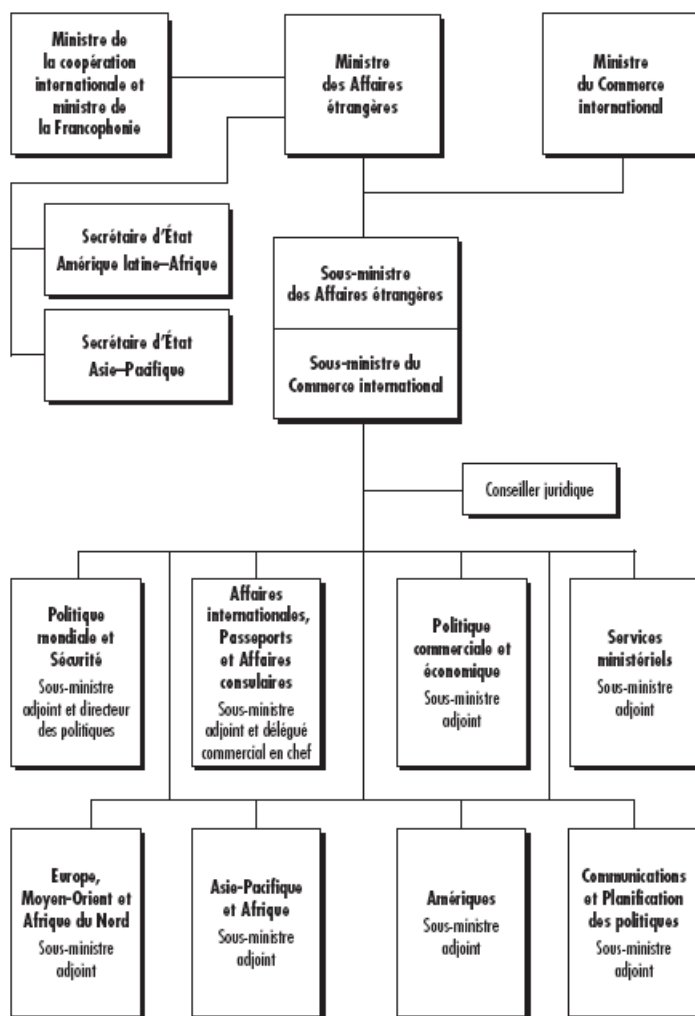 Ministre de
la coopération
internationale et
ministre de
la Francophonie
Ministre
des Affaires
étrangères
Ministre
du Commerce
international
Secrétaire d'État
Amérique latine–Afrique
Secrétaire d'État
Asie–Pacifique
Sous-ministre
des Affaires étrangères
Sous-ministre du
Commerce international
Conseiller juridique
Politique
mondiale et
Sécurité
Sous-ministre
adjoint et directeur
des politiques
Affaires
internationales,
Passeports
et Affaires
consulaires
Sous-ministre
adjoint et délégué
commercial en chef
Politique
commerciale et
économique
Sous-ministre
adjoint
Services
ministériels
Sous-ministre
adjoint
Europe,
Moyen-Orient et
Afrique du Nord
Sous-ministre
adjoint
Asie-Pacifique
et Afrique
Sous-ministre
adjoint
Amériques
Sous-ministre
adjoint
Communications
et Planification
des politiques
Sous-ministre
adjoint